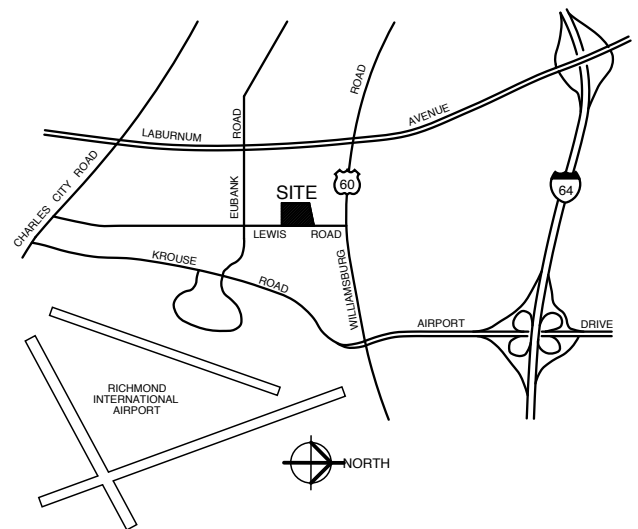 ROAD
AVENUE
LABURNUM
ROAD
CHARLES CITY ROAD
60
64
SITE
EUBANK
LEWIS ROAD
KROUSE
ROAD
WILLIAMSBURG
AIRPORT
DRIVE
RICHMOND
INTERNATIONAL
AIRPORT
NORTH